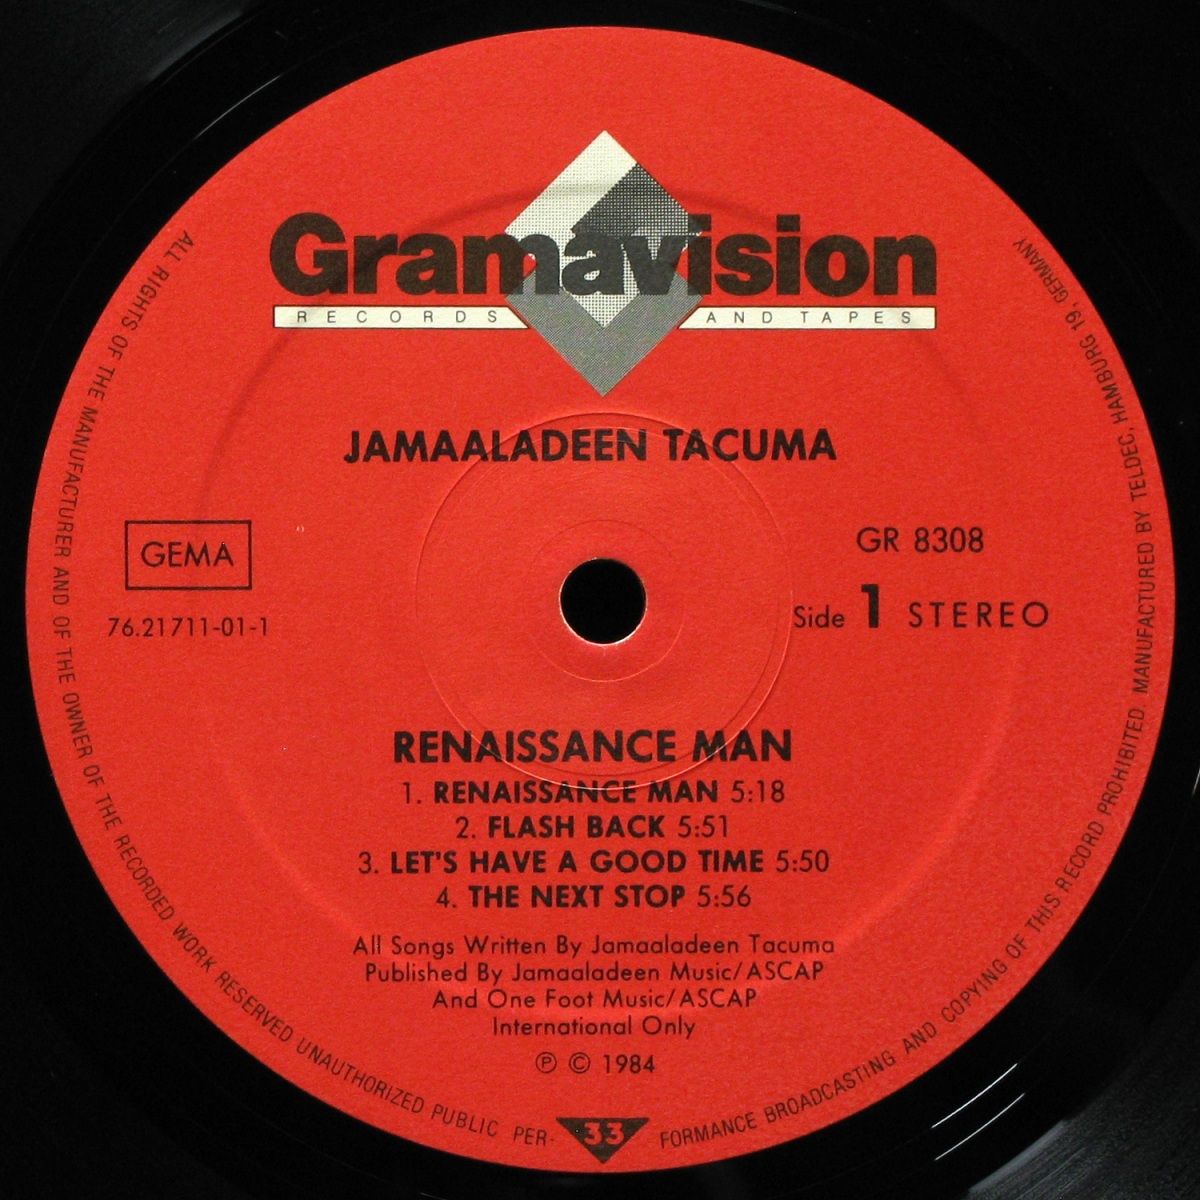 Gramavision
RECORDS AND TAPES
JAMAALADEEN TACUMA
GEMA
76.21711-01-1
GR 8308
Side 1 STEREO
RENAISSANCE MAN
1. RENAISSANCE MAN 5:18
2. FLASH BACK 5:51
3. LET'S HAVE A GOOD TIME 5:50
4. THE NEXT STOP 5:56
All Songs Written By Jamaaladeen Tacuma
Published By Jamaaladeen Music/ASCAP
And One Foot Music/ASCAP
International Only
℗ © 1984
33
ALL RIGHTS OF THE MANUFACTURER AND OF THE OWNER OF THE RECORDED WORK RESERVED UNAUTHORIZED PUBLIC PER- FORMANCE BROADCASTING AND COPYING OF THIS RECORD PROHIBITED. MANUFACTURED BY TELDEC, HAMBURG 19, GERMANY